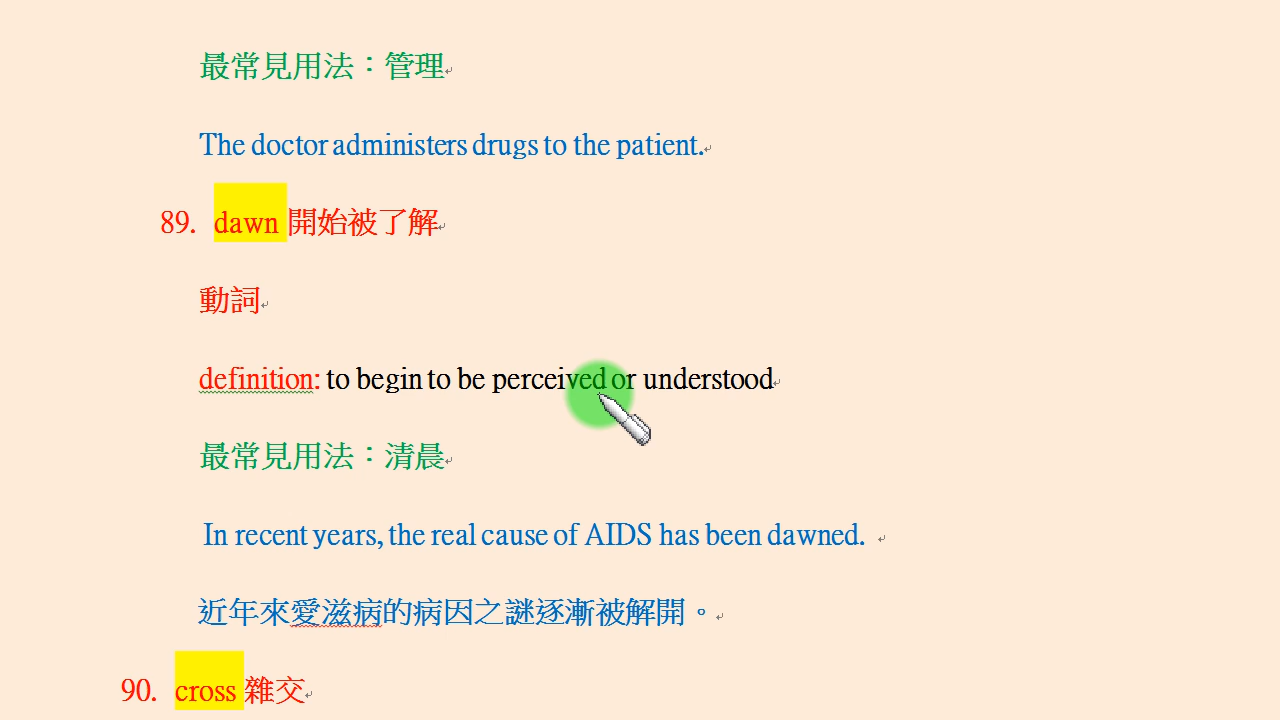 最常見用法：管理
The doctor administers drugs to the patient.
89. dawn 開始被了解
動詞
definition: to begin to be perceived or understood
最常見用法：清晨
In recent years, the real cause of AIDS has been dawned.
近年來愛滋病的病因之謎逐漸被解開。
90. cross 雜交